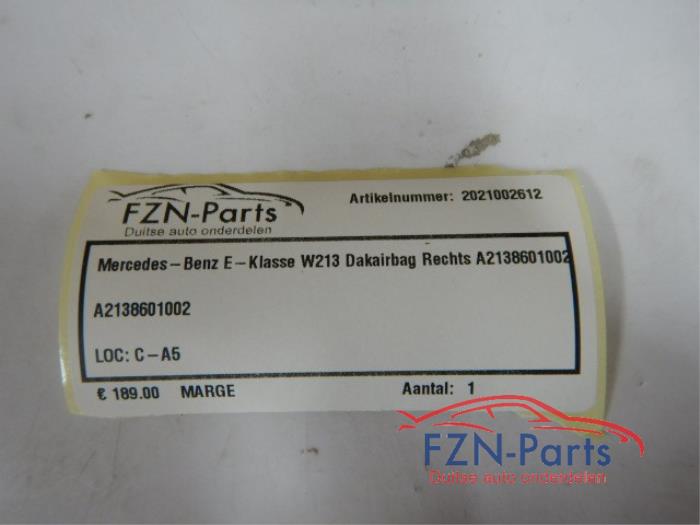 FZN-Parts
Duitse auto onderdelen
Artikelnummer: 2021002612
Mercedes-Benz E-Klasse W213 Dakairbag Rechts A2138601002
A2138601002
LOC: C-A5
€ 189.00 MARGE Aantal: 1
FZN-Parts
Duitse auto onderdelen